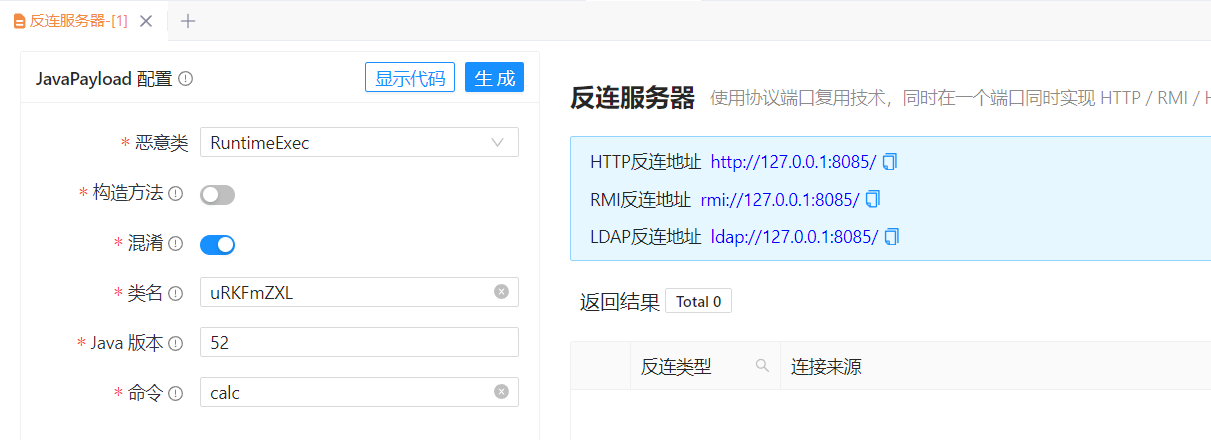 反连服务器-[1]
JavaPayload 配置
显示代码
生 成
* 恶意类 RuntimeExec
* 构造方法
* 混淆
* 类名 uRKFmZXL
* Java 版本 52
* 命令 calc
反连服务器 使用协议端口复用技术，同时在一个端口同时实现 HTTP / RMI / H
HTTP反连地址 http://127.0.0.1:8085/
RMI反连地址 rmi://127.0.0.1:8085/
LDAP反连地址 ldap://127.0.0.1:8085/
返回结果 Total 0
反连类型 连接来源